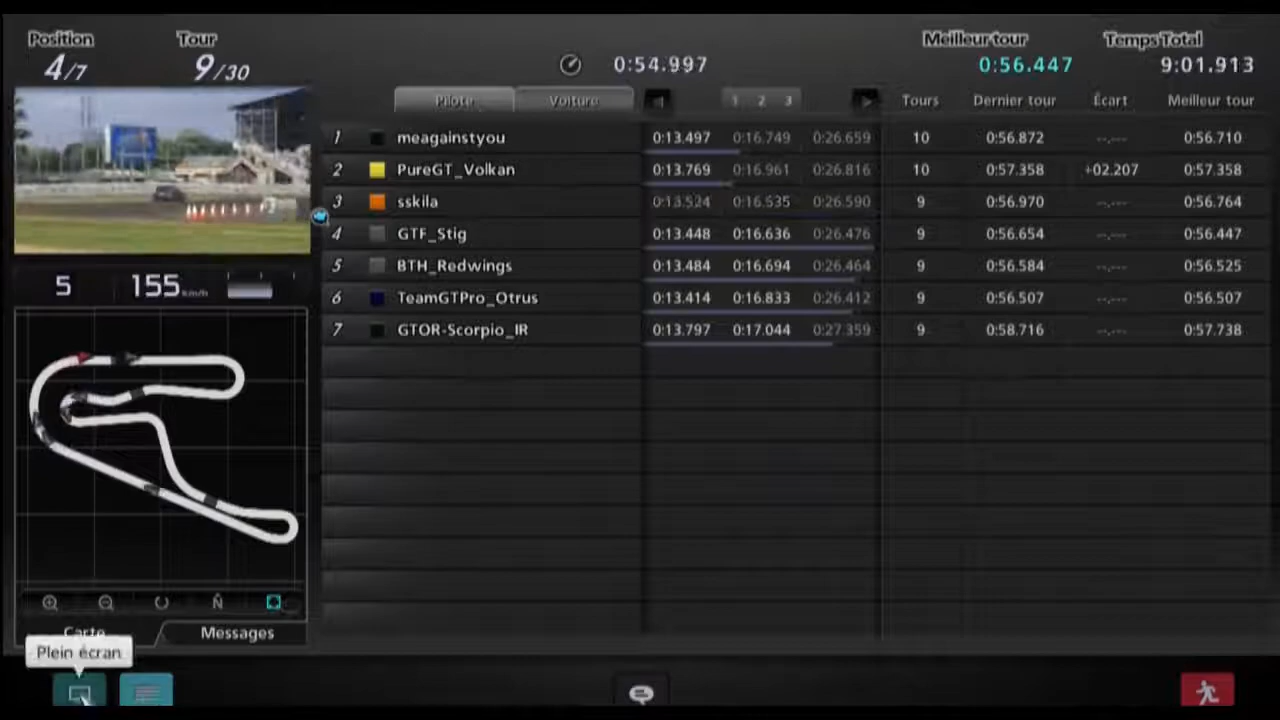 Position Tour Meilleur tour Temps Total
4/7 9/30 0:54.997 0:56.447 9:01.913
Pilote Voiture 1 2 3 Tours Dernier tour Écart Meilleur tour
1 meagainstyou 0:13.497 0:16.749 0:26.659 10 0:56.872 --.--- 0:56.710
2 PureGT_Volkan 0:13.769 0:16.961 0:26.816 10 0:57.358 +02.207 0:57.358
3 sskila 0:13.524 0:16.535 0:26.590 9 0:56.970 --.--- 0:56.764
4 GTF_Stig 0:13.448 0:16.636 0:26.476 9 0:56.654 --.--- 0:56.447
5 BTH_Redwings 0:13.484 0:16.694 0:26.464 9 0:56.584 --.--- 0:56.525
6 TeamGTPro_Otrus 0:13.414 0:16.833 0:26.412 9 0:56.507 --.--- 0:56.507
7 GTOR-Scorpio_IR 0:13.797 0:17.044 0:27.359 9 0:58.716 --.--- 0:57.738
5 155 km/h
N
Carte Messages
Plein écran